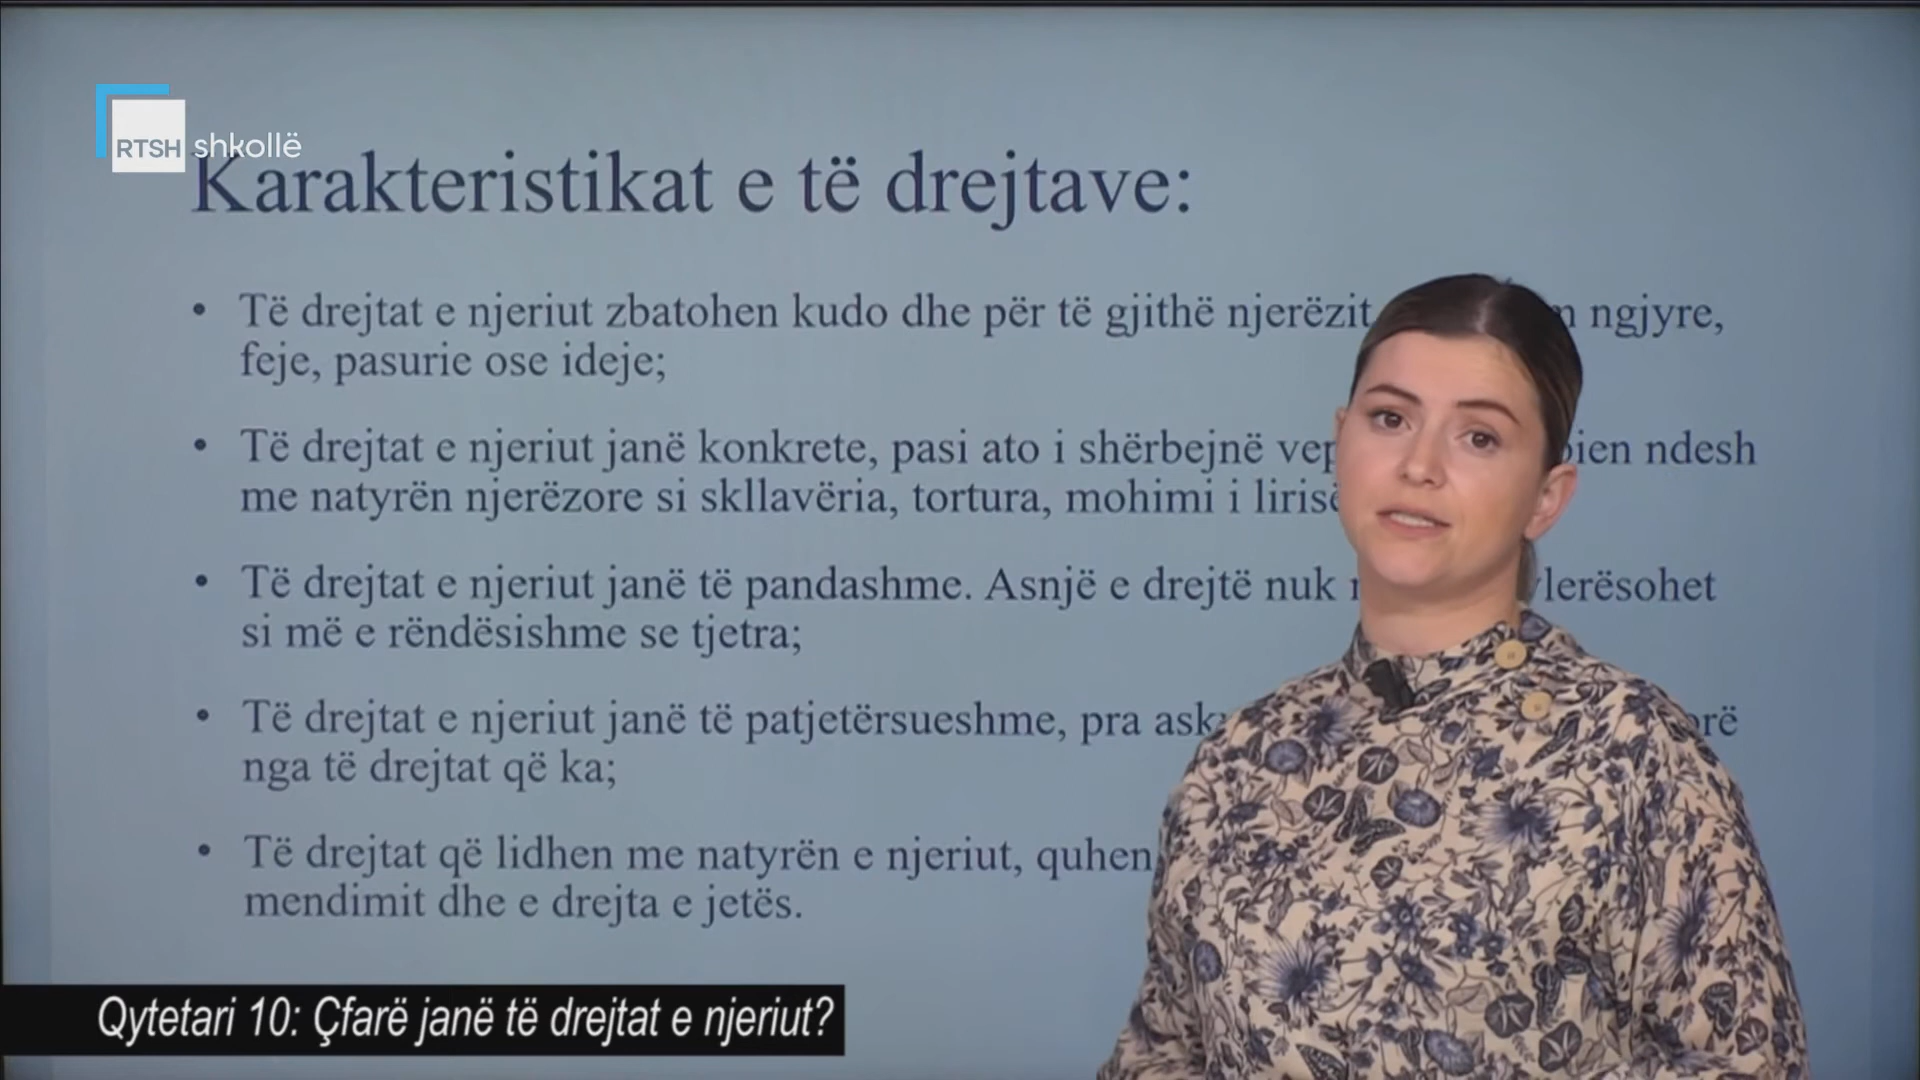 RTSH shkollë
Karakteristikat e të drejtave:
• Të drejtat e njeriut zbatohen kudo dhe për të gjithë njerëzit ngjyre,
feje, pasurie ose ideje;
• Të drejtat e njeriut janë konkrete, pasi ato i shërbejnë ndesh
me natyrën njerëzore si skllavëria, tortura, mohimi i
• Të drejtat e njeriut janë të pandashme. Asnjë e drejtë nuk
si më e rëndësishme se tjetra;
• Të drejtat e njeriut janë të patjetërsueshme, pra
nga të drejtat që ka;
• Të drejtat që lidhen me natyrën e njeriut, quhen
mendimit dhe e drejta e jetës.
Qytetari 10: Çfarë janë të drejtat e njeriut?